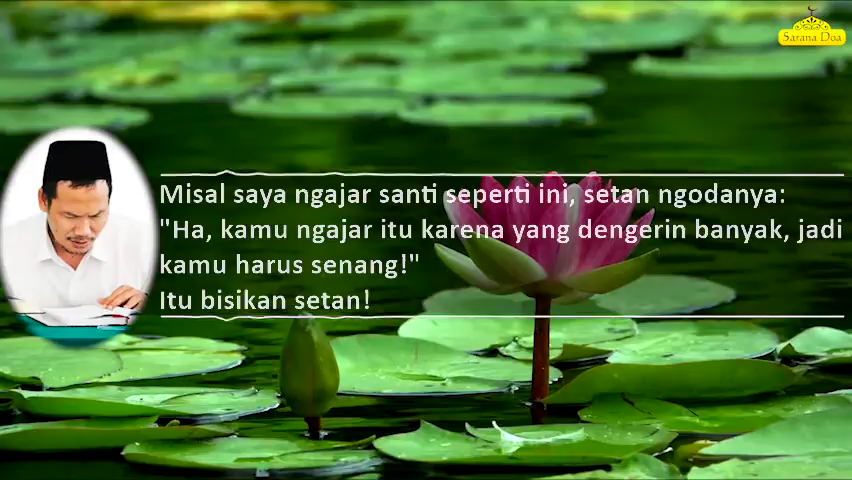 Sarana Doa
Misal saya ngajar santi seperti ini, setan ngodanya:
"Ha, kamu ngajar itu karena yang dengerin banyak, jadi
kamu harus senang!"
Itu bisikan setan!